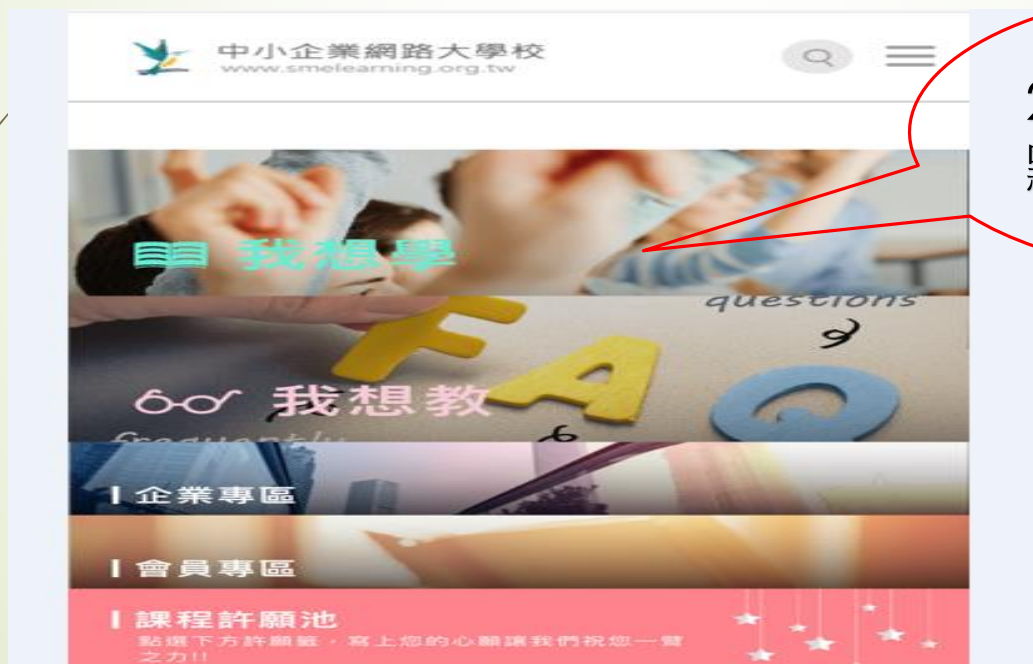 中小企業網路大學校
www.smelearning.org.tw
我想學
questions
FAQ
我想教
frequently
企業專區
會員專區
課程許願池
點選下方許願籤，寫上您的心願讓我們祝您一臂
之力!!